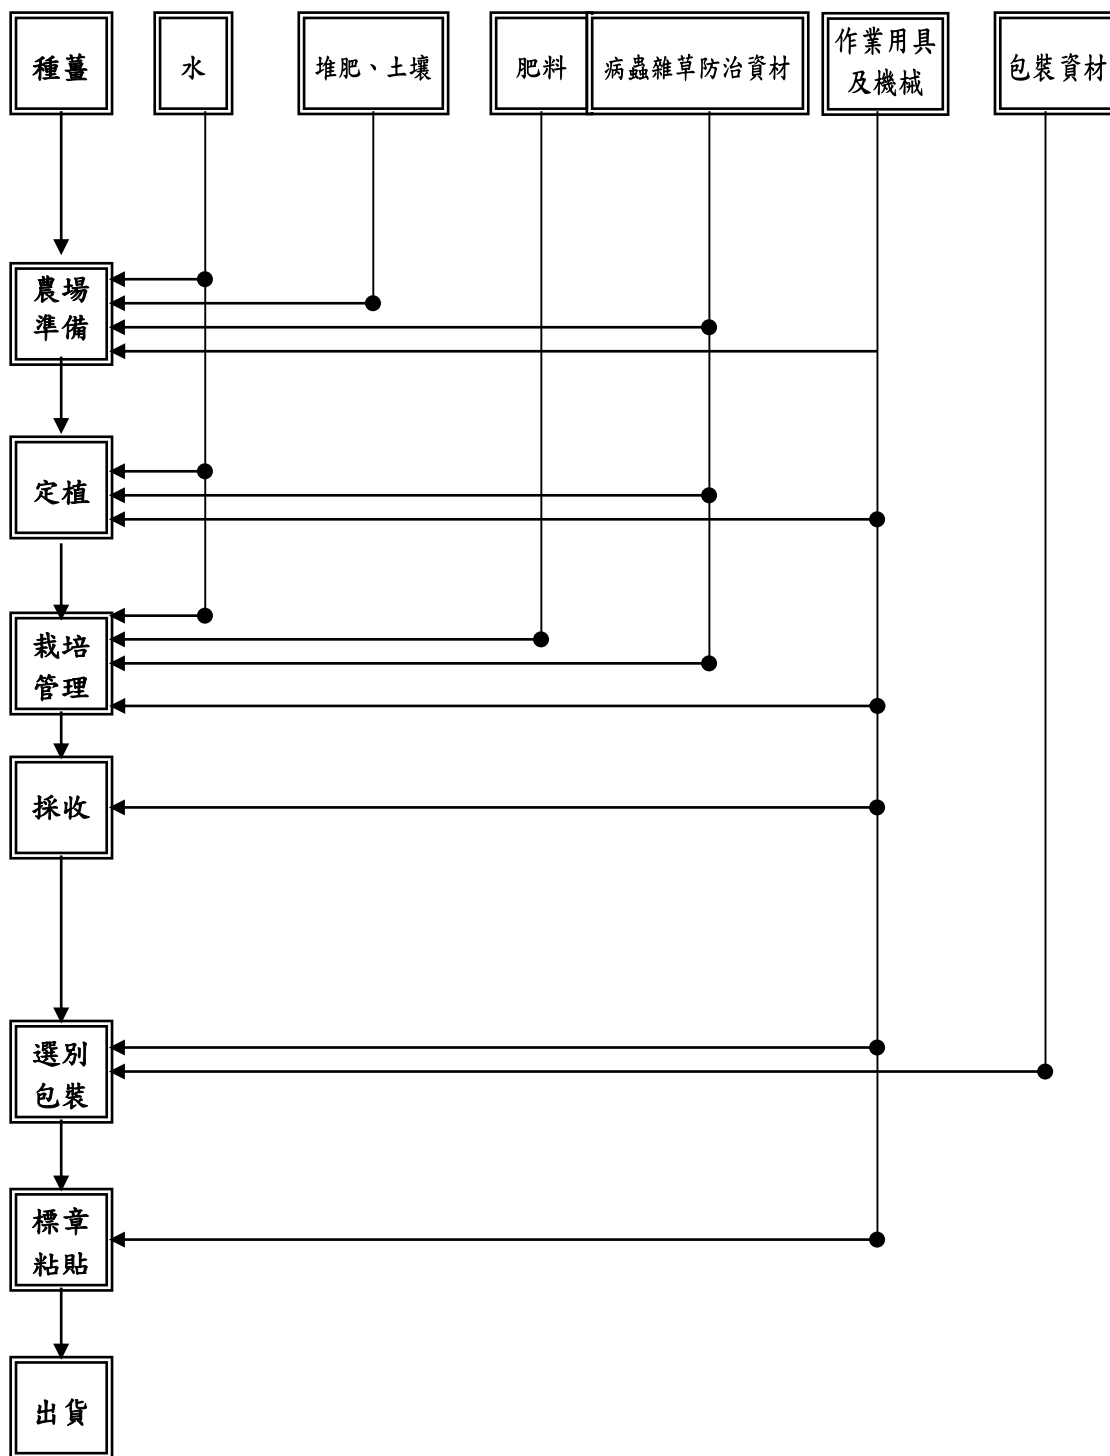 種薑
水
堆肥、土壤
肥料
病蟲雜草防治資材
作業用具
及機械
包裝資材
農場
準備
定植
栽培
管理
採收
選別
包裝
標章
粘貼
出貨